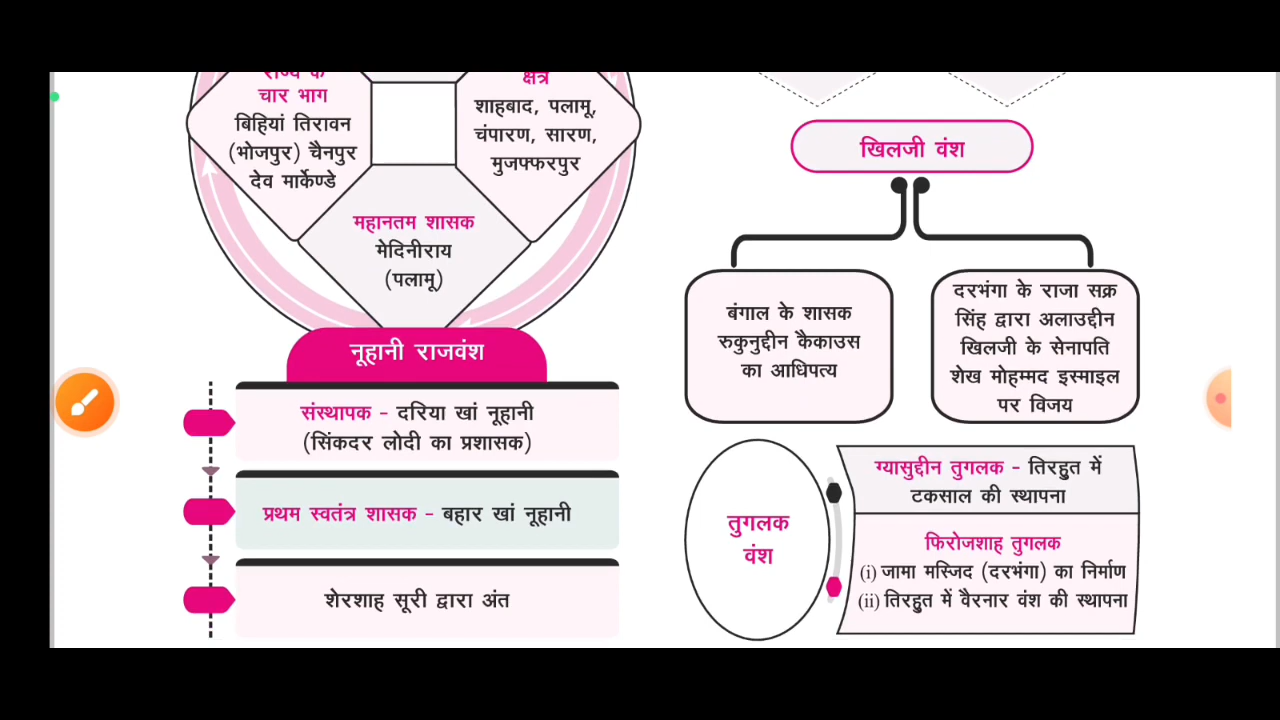 राज्य के
चार भाग
बिहियां तिरावन
(भोजपुर) चैनपुर
देव मार्केण्डे
क्षेत्र
शाहबाद, पलामू,
चंपारण, सारण,
मुजफ्फरपुर
महानतम शासक
मेदिनीराय
(पलामू)
नूहानी राजवंश
संस्थापक - दरिया खां नूहानी
(सिंकदर लोदी का प्रशासक)
प्रथम स्वतंत्र शासक - बहार खां नूहानी
शेरशाह सूरी द्वारा अंत
खिलजी वंश
बंगाल के शासक
रुकुनुद्दीन कैकाउस
का आधिपत्य
दरभंगा के राजा सक्र
सिंह द्वारा अलाउद्दीन
खिलजी के सेनापति
शेख मोहम्मद इस्माइल
पर विजय
तुगलक
वंश
ग्यासुद्दीन तुगलक - तिरहुत में
टकसाल की स्थापना
फिरोजशाह तुगलक
(i) जामा मस्जिद (दरभंगा) का निर्माण
(ii) तिरहुत में वैरनार वंश की स्थापना